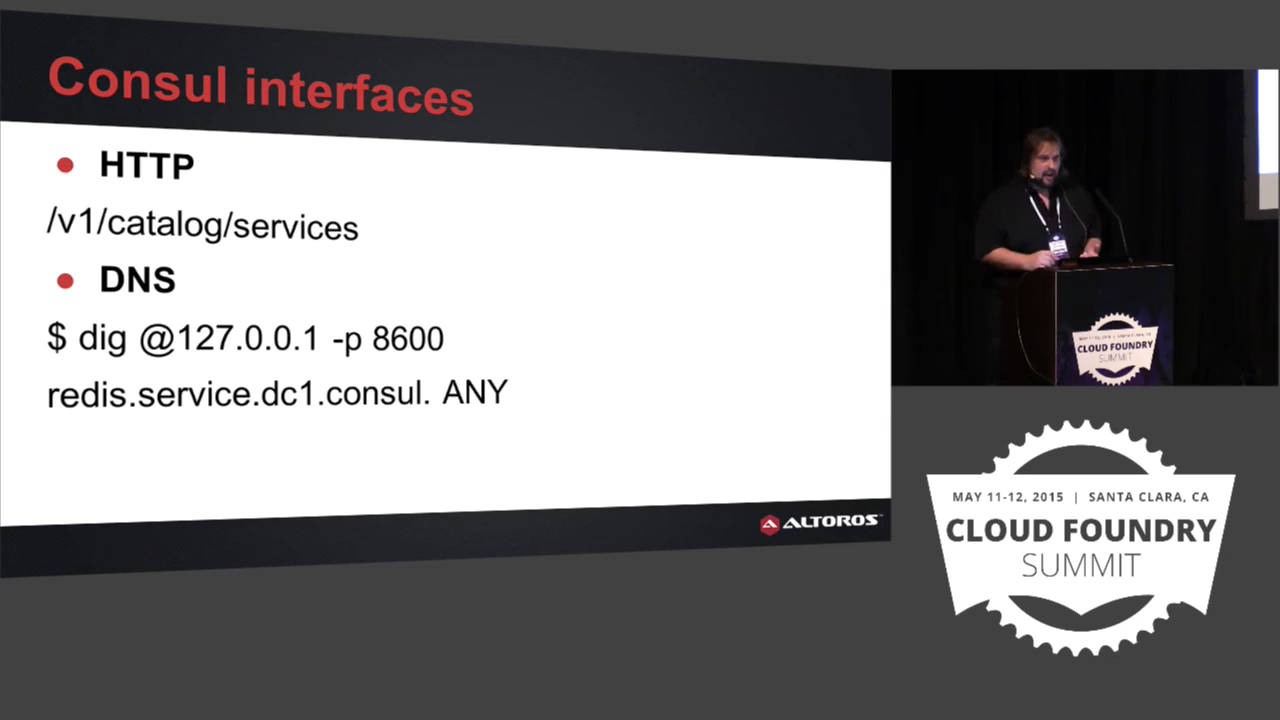 Consul interfaces
HTTP
/v1/catalog/services
DNS
$ dig @127.0.0.1 -p 8600
redis.service.dc1.consul. ANY
ALTOROS
CLOUD FOUNDRY
SUMMIT
MAY 11-12, 2015 | SANTA CLARA, CA
CLOUD FOUNDRY
SUMMIT